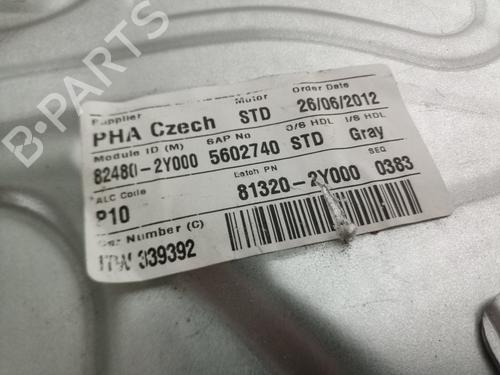 B-PARTS
Supplier Motor Order Date
PHA Czech STD 26/06/2012
Module ID (M) SAP No O/S HDL I/S HDL
82480-2Y000 5602740 STD Gray
ALC Code Latch PN SEQ
P10 81320-2Y000 0383
Car Number (C)
339392